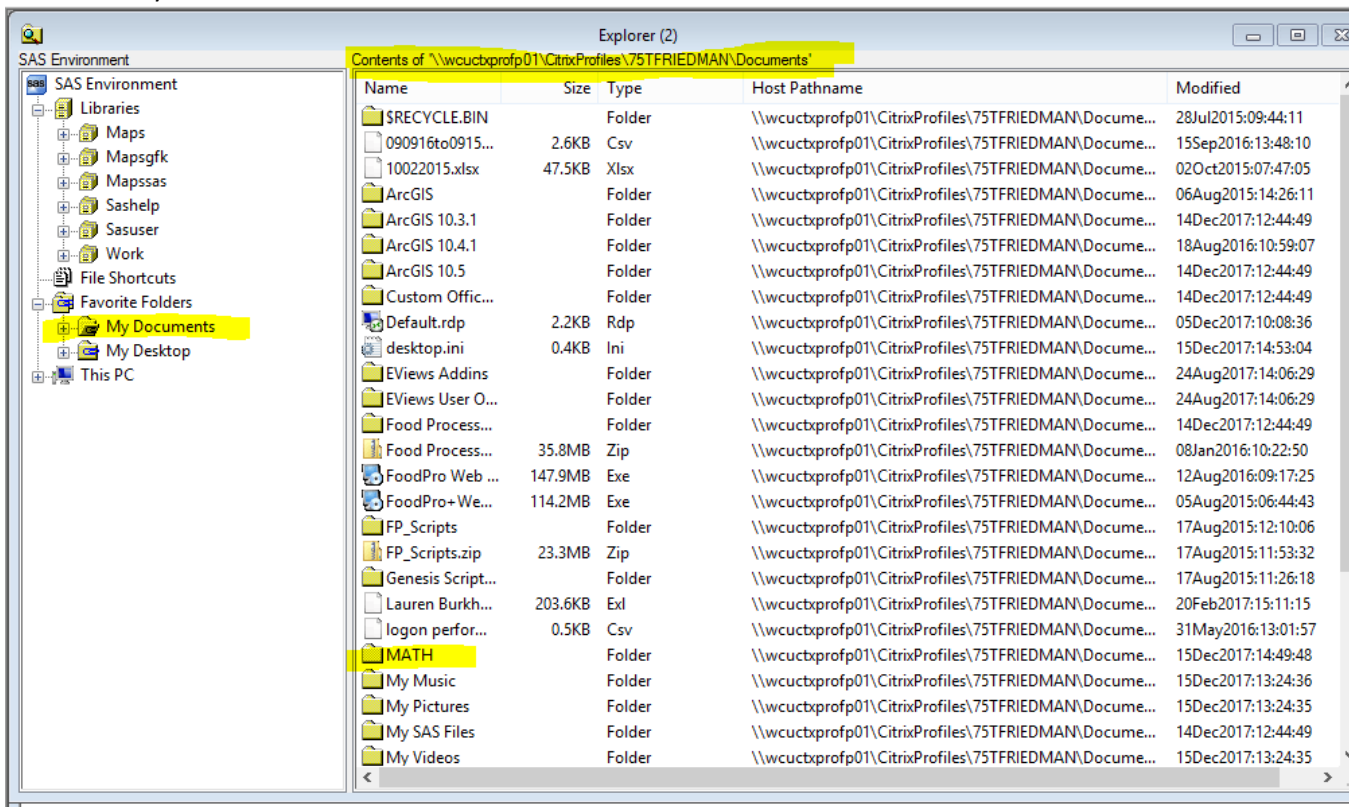 Explorer (2)
SAS Environment
Contents of '\\wcuctxprofp01\CitrixProfiles\75TFRIEDMAN\Documents'
sas SAS Environment
Libraries
Maps
Mapsgfk
Mapssas
Sashelp
Sasuser
Work
File Shortcuts
Favorite Folders
My Documents
My Desktop
This PC
Name Size Type Host Pathname Modified
$RECYCLE.BIN Folder \\wcuctxprofp01\CitrixProfiles\75TFRIEDMAN\Docume... 28Jul2015:09:44:11
090916to0915... 2.6KB Csv \\wcuctxprofp01\CitrixProfiles\75TFRIEDMAN\Docume... 15Sep2016:13:48:10
10022015.xlsx 47.5KB Xlsx \\wcuctxprofp01\CitrixProfiles\75TFRIEDMAN\Docume... 02Oct2015:07:47:05
ArcGIS Folder \\wcuctxprofp01\CitrixProfiles\75TFRIEDMAN\Docume... 06Aug2015:14:26:11
ArcGIS 10.3.1 Folder \\wcuctxprofp01\CitrixProfiles\75TFRIEDMAN\Docume... 14Dec2017:12:44:49
ArcGIS 10.4.1 Folder \\wcuctxprofp01\CitrixProfiles\75TFRIEDMAN\Docume... 18Aug2016:10:59:07
ArcGIS 10.5 Folder \\wcuctxprofp01\CitrixProfiles\75TFRIEDMAN\Docume... 14Dec2017:12:44:49
Custom Offic... Folder \\wcuctxprofp01\CitrixProfiles\75TFRIEDMAN\Docume... 14Dec2017:12:44:49
Default.rdp 2.2KB Rdp \\wcuctxprofp01\CitrixProfiles\75TFRIEDMAN\Docume... 05Dec2017:10:08:36
desktop.ini 0.4KB Ini \\wcuctxprofp01\CitrixProfiles\75TFRIEDMAN\Docume... 15Dec2017:14:53:04
EViews Addins Folder \\wcuctxprofp01\CitrixProfiles\75TFRIEDMAN\Docume... 24Aug2017:14:06:29
EViews User O... Folder \\wcuctxprofp01\CitrixProfiles\75TFRIEDMAN\Docume... 24Aug2017:14:06:29
Food Process... Folder \\wcuctxprofp01\CitrixProfiles\75TFRIEDMAN\Docume... 14Dec2017:12:44:49
Food Process... 35.8MB Zip \\wcuctxprofp01\CitrixProfiles\75TFRIEDMAN\Docume... 08Jan2016:10:22:50
FoodPro Web ... 147.9MB Exe \\wcuctxprofp01\CitrixProfiles\75TFRIEDMAN\Docume... 12Aug2016:09:17:25
FoodPro+We... 114.2MB Exe \\wcuctxprofp01\CitrixProfiles\75TFRIEDMAN\Docume... 05Aug2015:06:44:43
FP_Scripts Folder \\wcuctxprofp01\CitrixProfiles\75TFRIEDMAN\Docume... 17Aug2015:12:10:06
FP_Scripts.zip 23.3MB Zip \\wcuctxprofp01\CitrixProfiles\75TFRIEDMAN\Docume... 17Aug2015:11:53:32
Genesis Script... Folder \\wcuctxprofp01\CitrixProfiles\75TFRIEDMAN\Docume... 17Aug2015:11:26:18
Lauren Burkh... 203.6KB Exl \\wcuctxprofp01\CitrixProfiles\75TFRIEDMAN\Docume... 20Feb2017:15:11:15
logon perfor... 0.5KB Csv \\wcuctxprofp01\CitrixProfiles\75TFRIEDMAN\Docume... 31May2016:13:01:57
MATH Folder \\wcuctxprofp01\CitrixProfiles\75TFRIEDMAN\Docume... 15Dec2017:14:49:48
My Music Folder \\wcuctxprofp01\CitrixProfiles\75TFRIEDMAN\Docume... 15Dec2017:13:24:36
My Pictures Folder \\wcuctxprofp01\CitrixProfiles\75TFRIEDMAN\Docume... 15Dec2017:13:24:35
My SAS Files Folder \\wcuctxprofp01\CitrixProfiles\75TFRIEDMAN\Docume... 14Dec2017:12:44:49
My Videos Folder \\wcuctxprofp01\CitrixProfiles\75TFRIEDMAN\Docume... 15Dec2017:13:24:35